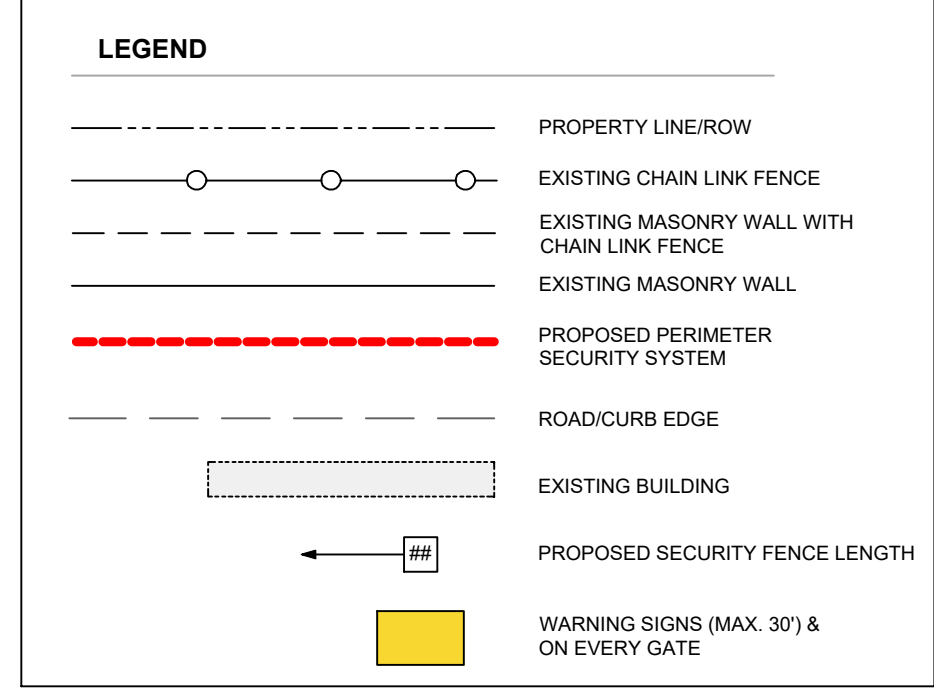 LEGEND
PROPERTY LINE/ROW
EXISTING CHAIN LINK FENCE
EXISTING MASONRY WALL WITH
CHAIN LINK FENCE
EXISTING MASONRY WALL
PROPOSED PERIMETER
SECURITY SYSTEM
ROAD/CURB EDGE
EXISTING BUILDING
##
PROPOSED SECURITY FENCE LENGTH
WARNING SIGNS (MAX. 30') &
ON EVERY GATE